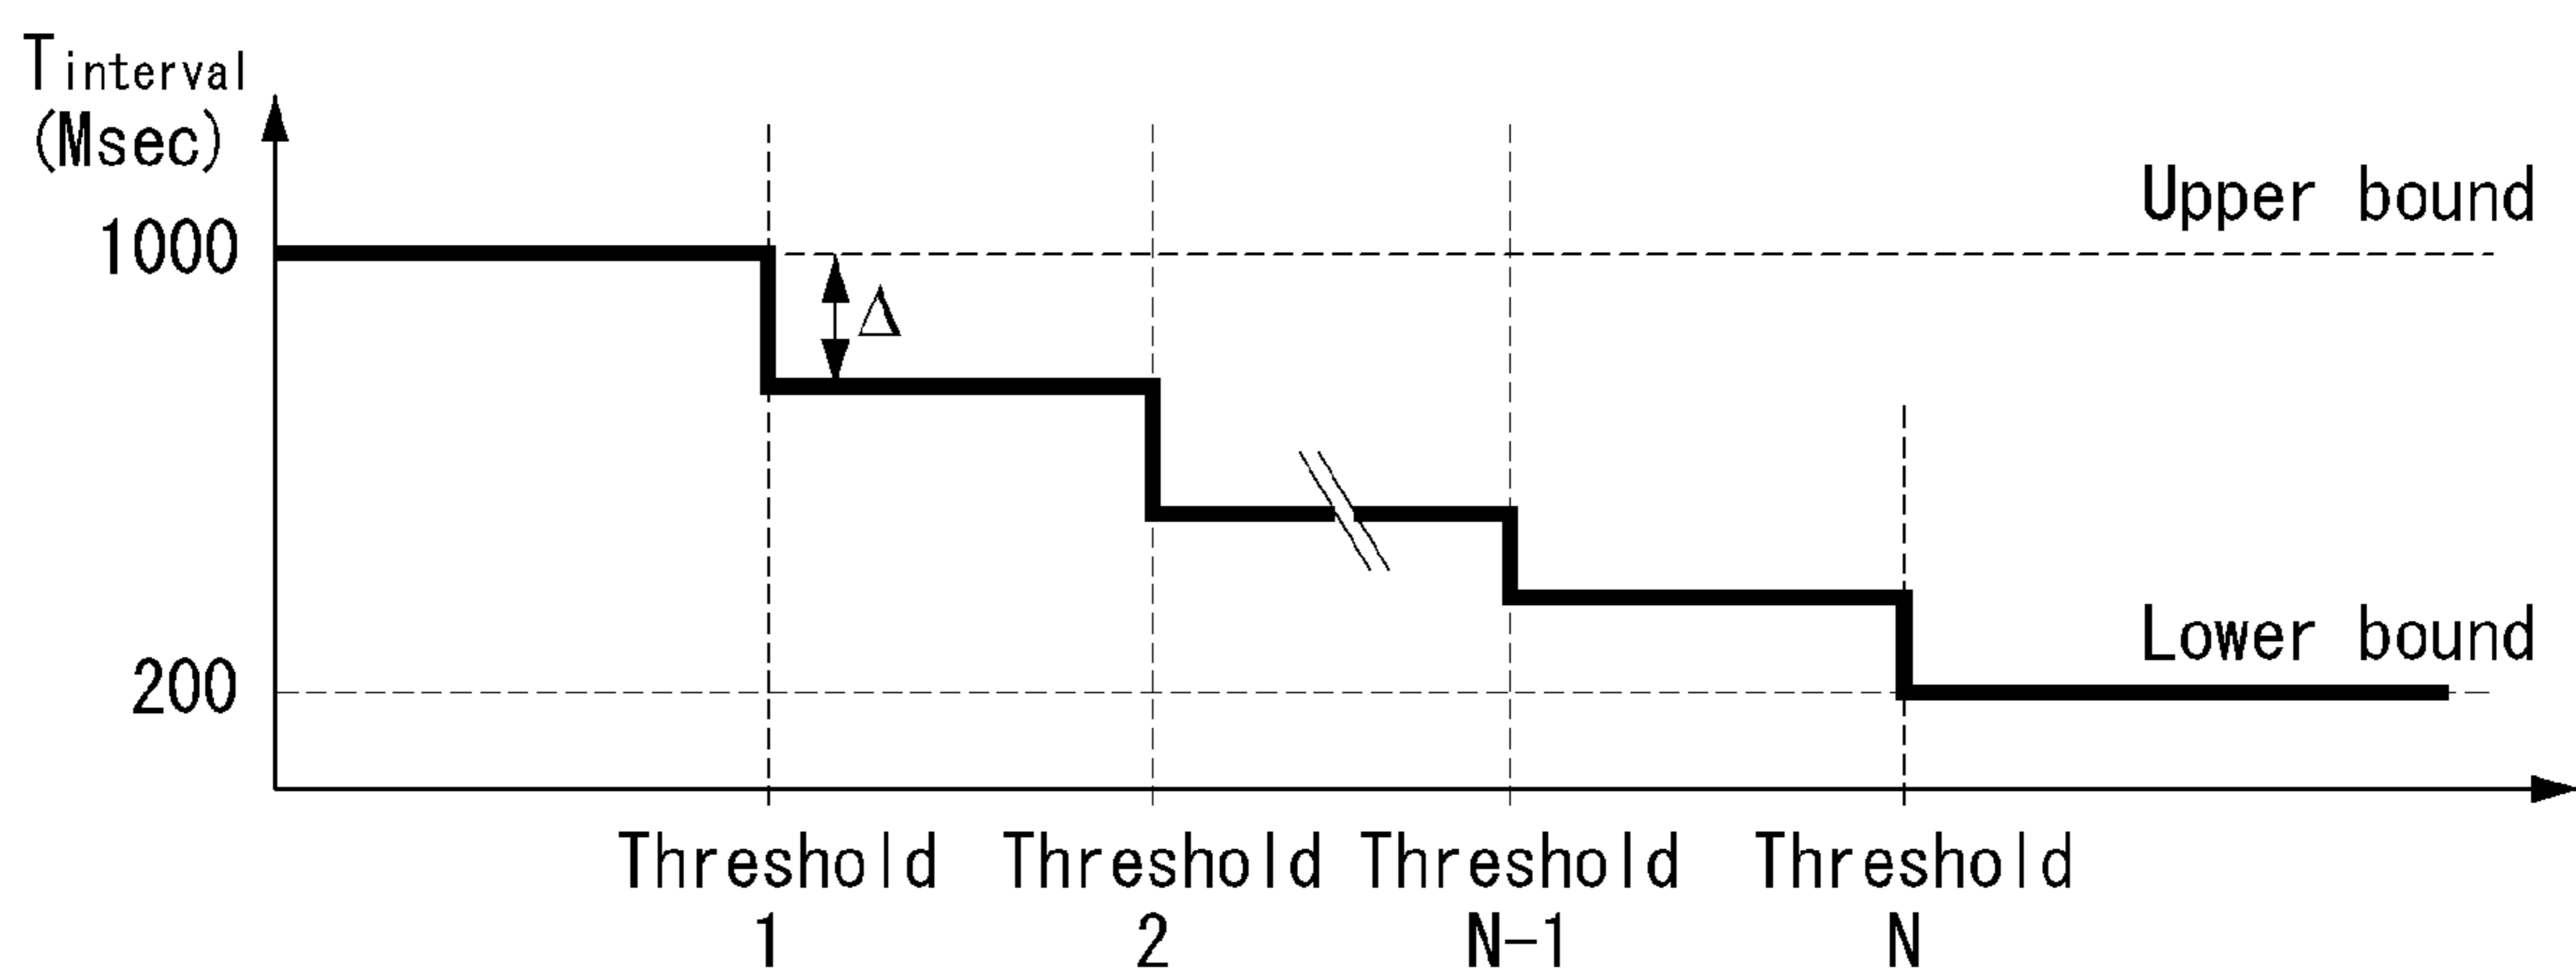 Tinterval
(Msec)
1000
Upper bound
Δ
200
Lower bound
Threshold Threshold Threshold Threshold
1 2 N-1 N